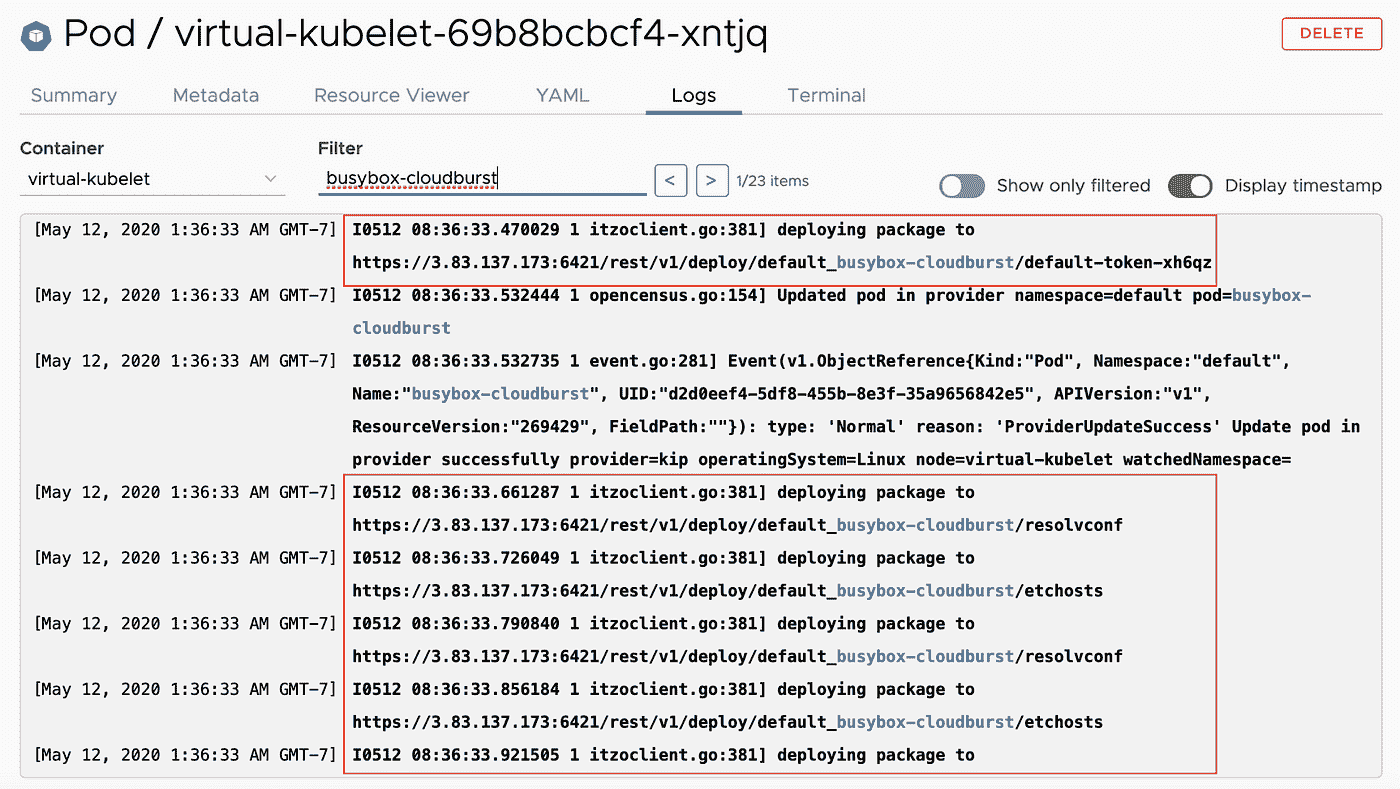 Pod / virtual-kubelet-69b8bcbcf4-xntjq
DELETE
Summary Metadata Resource Viewer YAML Logs Terminal
Container Filter
virtual-kubelet busybox-cloudburst < > 1/23 items Show only filtered Display timestamp
[May 12, 2020 1:36:33 AM GMT-7] I0512 08:36:33.470029 1 itzoclient.go:381] deploying package to
https://3.83.137.173:6421/rest/v1/deploy/default_busybox-cloudburst/default-token-xh6qz
[May 12, 2020 1:36:33 AM GMT-7] I0512 08:36:33.532444 1 opencensus.go:154] Updated pod in provider namespace=default pod=busybox-
cloudburst
[May 12, 2020 1:36:33 AM GMT-7] I0512 08:36:33.532735 1 event.go:281] Event(v1.ObjectReference{Kind:"Pod", Namespace:"default",
Name:"busybox-cloudburst", UID:"d2d0eef4-5df8-455b-8e3f-35a9656842e5", APIVersion:"v1",
ResourceVersion:"269429", FieldPath:""}): type: 'Normal' reason: 'ProviderUpdateSuccess' Update pod in
provider successfully provider=kip operatingSystem=Linux node=virtual-kubelet watchedNamespace=
[May 12, 2020 1:36:33 AM GMT-7] I0512 08:36:33.661287 1 itzoclient.go:381] deploying package to
https://3.83.137.173:6421/rest/v1/deploy/default_busybox-cloudburst/resolvconf
[May 12, 2020 1:36:33 AM GMT-7] I0512 08:36:33.726049 1 itzoclient.go:381] deploying package to
https://3.83.137.173:6421/rest/v1/deploy/default_busybox-cloudburst/etchosts
[May 12, 2020 1:36:33 AM GMT-7] I0512 08:36:33.790840 1 itzoclient.go:381] deploying package to
https://3.83.137.173:6421/rest/v1/deploy/default_busybox-cloudburst/resolvconf
[May 12, 2020 1:36:33 AM GMT-7] I0512 08:36:33.856184 1 itzoclient.go:381] deploying package to
https://3.83.137.173:6421/rest/v1/deploy/default_busybox-cloudburst/etchosts
[May 12, 2020 1:36:33 AM GMT-7] I0512 08:36:33.921505 1 itzoclient.go:381] deploying package to